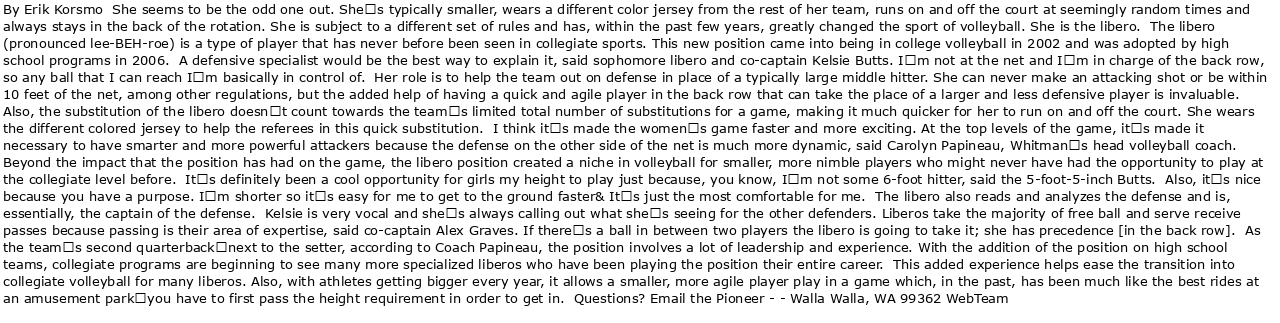 By Erik Korsmo  She seems to be the odd one out. She□s typically smaller, wears a different color jersey from the rest of her team, runs on and off the court at seemingly random times and
always stays in the back of the rotation. She is subject to a different set of rules and has, within the past few years, greatly changed the sport of volleyball. She is the libero.  The libero
(pronounced lee-BEH-roe) is a type of player that has never before been seen in collegiate sports. This new position came into being in college volleyball in 2002 and was adopted by high
school programs in 2006.  A defensive specialist would be the best way to explain it, said sophomore libero and co-captain Kelsie Butts. I□m not at the net and I□m in charge of the back row,
so any ball that I can reach I□m basically in control of.  Her role is to help the team out on defense in place of a typically large middle hitter. She can never make an attacking shot or be within
10 feet of the net, among other regulations, but the added help of having a quick and agile player in the back row that can take the place of a larger and less defensive player is invaluable.
Also, the substitution of the libero doesn□t count towards the team□s limited total number of substitutions for a game, making it much quicker for her to run on and off the court. She wears
the different colored jersey to help the referees in this quick substitution.  I think it□s made the women□s game faster and more exciting. At the top levels of the game, it□s made it
necessary to have smarter and more powerful attackers because the defense on the other side of the net is much more dynamic, said Carolyn Papineau, Whitman□s head volleyball coach.
Beyond the impact that the position has had on the game, the libero position created a niche in volleyball for smaller, more nimble players who might never have had the opportunity to play at
the collegiate level before.  It□s definitely been a cool opportunity for girls my height to play just because, you know, I□m not some 6-foot hitter, said the 5-foot-5-inch Butts.  Also, it□s nice
because you have a purpose. I□m shorter so it□s easy for me to get to the ground faster& It□s just the most comfortable for me.  The libero also reads and analyzes the defense and is,
essentially, the captain of the defense.  Kelsie is very vocal and she□s always calling out what she□s seeing for the other defenders. Liberos take the majority of free ball and serve receive
passes because passing is their area of expertise, said co-captain Alex Graves. If there□s a ball in between two players the libero is going to take it; she has precedence [in the back row].  As
the team□s second quarterback□next to the setter, according to Coach Papineau, the position involves a lot of leadership and experience. With the addition of the position on high school
teams, collegiate programs are beginning to see many more specialized liberos who have been playing the position their entire career.  This added experience helps ease the transition into
collegiate volleyball for many liberos. Also, with athletes getting bigger every year, it allows a smaller, more agile player play in a game which, in the past, has been much like the best rides at
an amusement park□you have to first pass the height requirement in order to get in.  Questions? Email the Pioneer - - Walla Walla, WA 99362 WebTeam